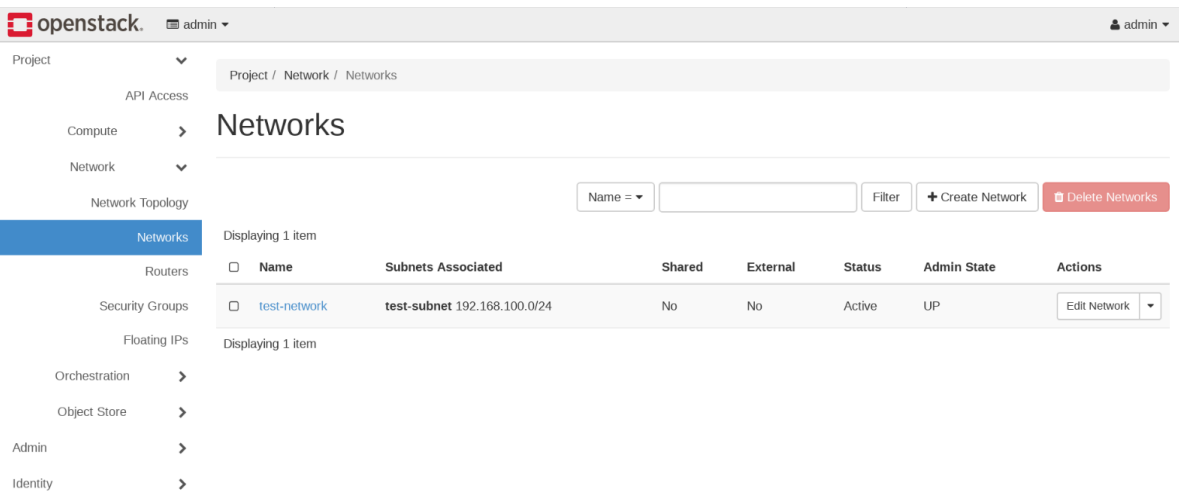 openstack. admin admin
Project
API Access
Compute
Network
Network Topology
Networks
Routers
Security Groups
Floating IPs
Orchestration
Object Store
Admin
Identity
Project / Network / Networks
Networks
Name = Filter Create Network Delete Networks
Displaying 1 item
Name Subnets Associated Shared External Status Admin State Actions
test-network test-subnet 192.168.100.0/24 No No Active UP Edit Network
Displaying 1 item